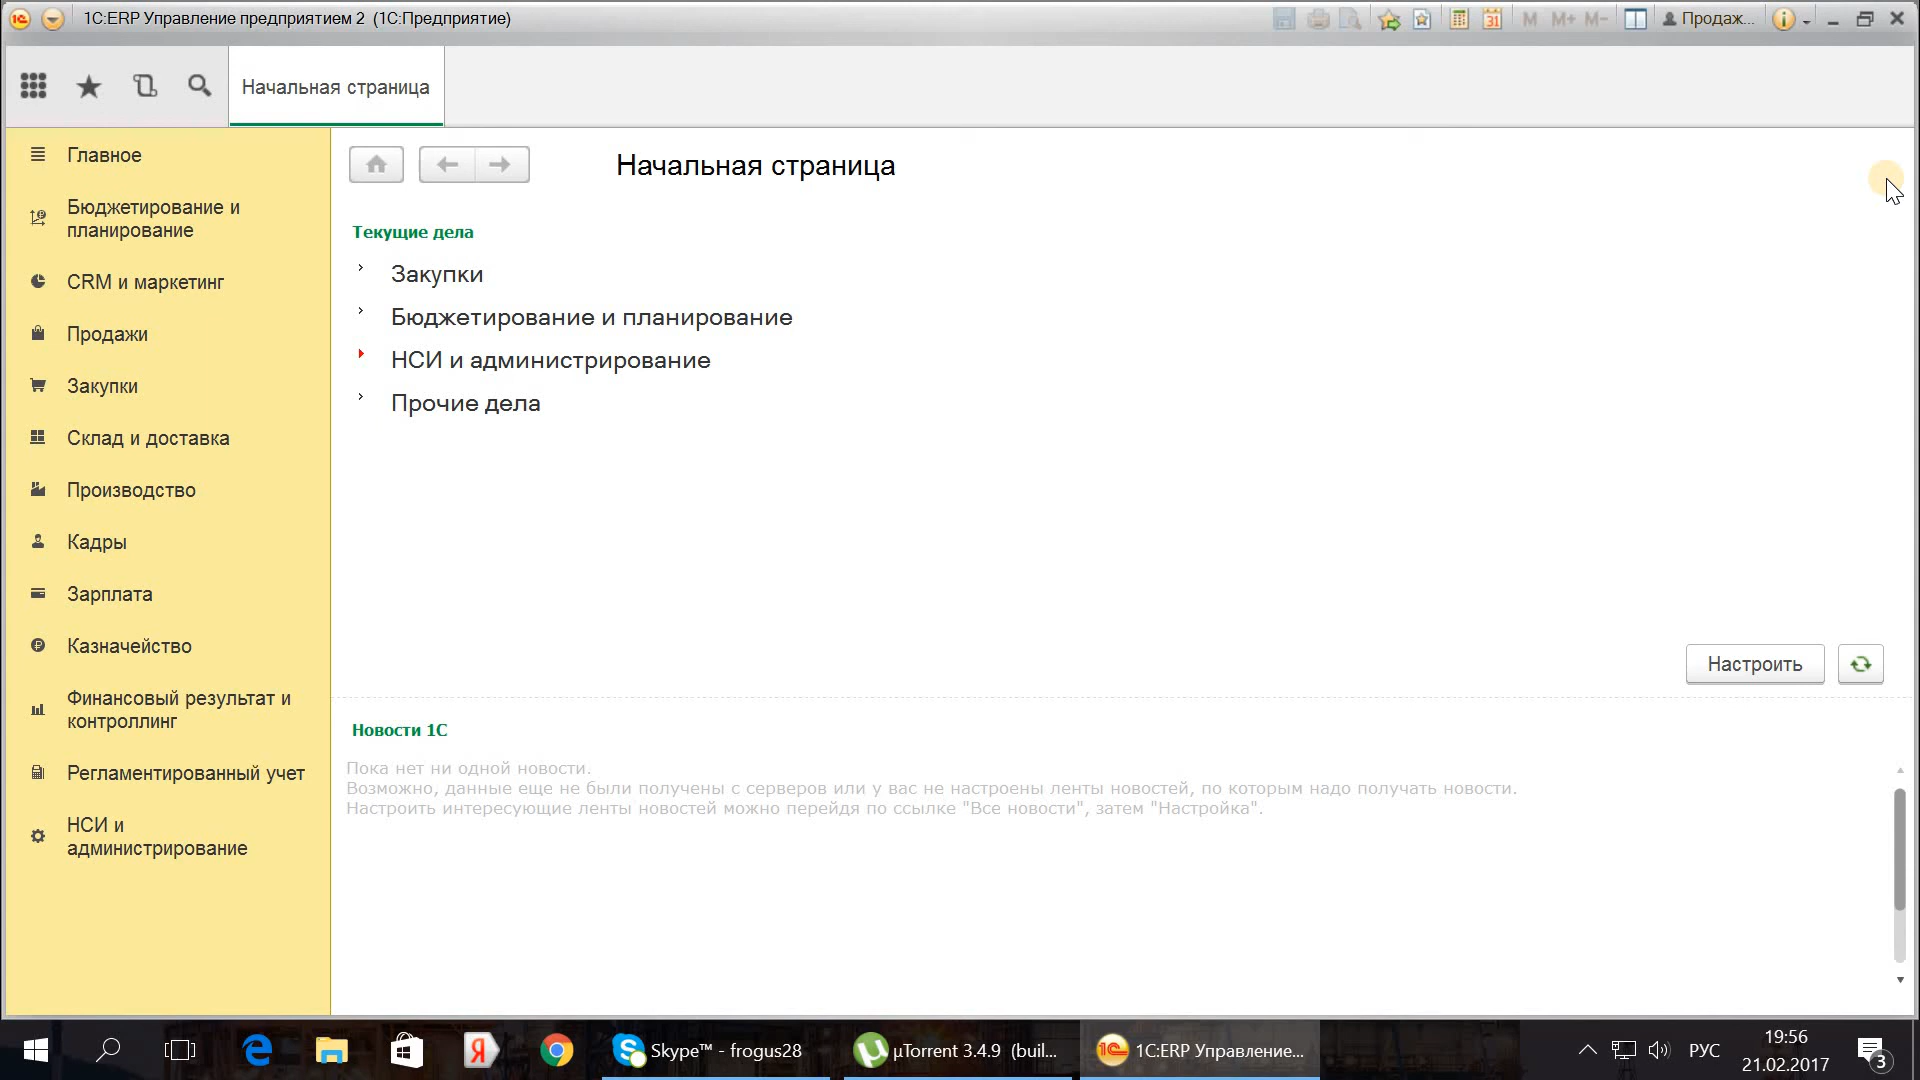 1С:ERP Управление предприятием 2 (1С:Предприятие)
31
M M+ M-
Продаж...
Начальная страница
Главное
Бюджетирование и
планирование
CRM и маркетинг
Продажи
Закупки
Склад и доставка
Производство
Кадры
Зарплата
Казначейство
Финансовый результат и
контроллинг
Регламентированный учет
НСИ и
администрирование
Начальная страница
Текущие дела
Закупки
Бюджетирование и планирование
НСИ и администрирование
Прочие дела
Настроить
Новости 1С
Пока нет ни одной новости.
Возможно, данные еще не были получены с серверов или у вас не настроены ленты новостей, по которым надо получать новости.
Настроить интересующие ленты новостей можно перейдя по ссылке "Все новости", затем "Настройка".
Skype™ - frogus28
µTorrent 3.4.9 (buil...
1С:ERP Управление...
РУС
19:56
21.02.2017
3